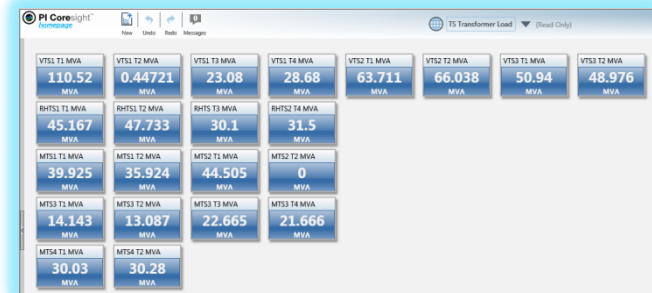 PI Coresight™
homepage
New Undo Redo Messages
TS Transformer Load (Read Only)
VTS1 T1 MVA VTS1 T2 MVA VTS1 T3 MVA VTS1 T4 MVA VTS2 T1 MVA VTS2 T2 MVA VTS3 T1 MVA VTS3 T2 MVA
110.52 0.44721 23.08 28.68 63.711 66.038 50.94 48.976
MVA MVA MVA MVA MVA MVA MVA MVA
RHTS1 T1 MVA RHTS1 T2 MVA RHTS T3 MVA RHTS2 T4 MVA
45.167 47.733 30.1 31.5
MVA MVA MVA MVA
MTS1 T1 MVA MTS1 T2 MVA MTS2 T1 MVA MTS2 T2 MVA
39.925 35.924 44.505 0
MVA MVA MVA MVA
MTS3 T1 MVA MTS3 T2 MVA MTS3 T3 MVA MTS3 T4 MVA
14.143 13.087 22.665 21.666
MVA MVA MVA MVA
MTS4 T1 MVA MTS4 T2 MVA
30.03 30.28
MVA MVA